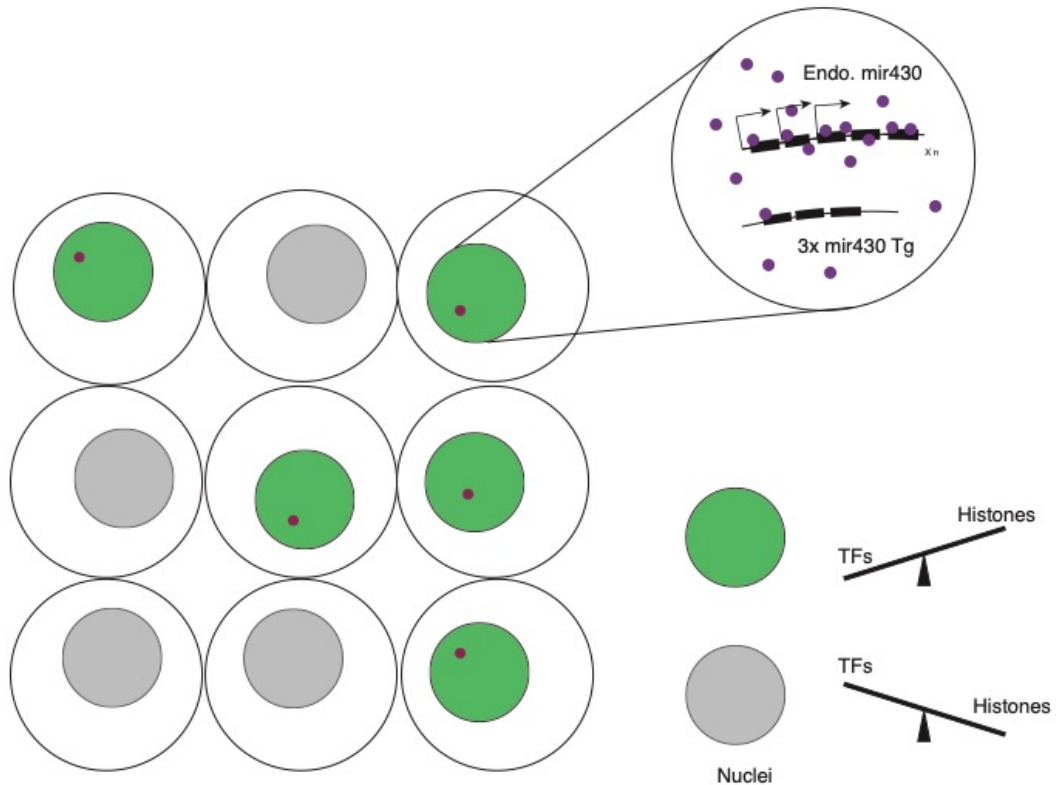 Endo. mir430
x n
3x mir430 Tg
Histones
TFs
TFs
Histones
Nuclei